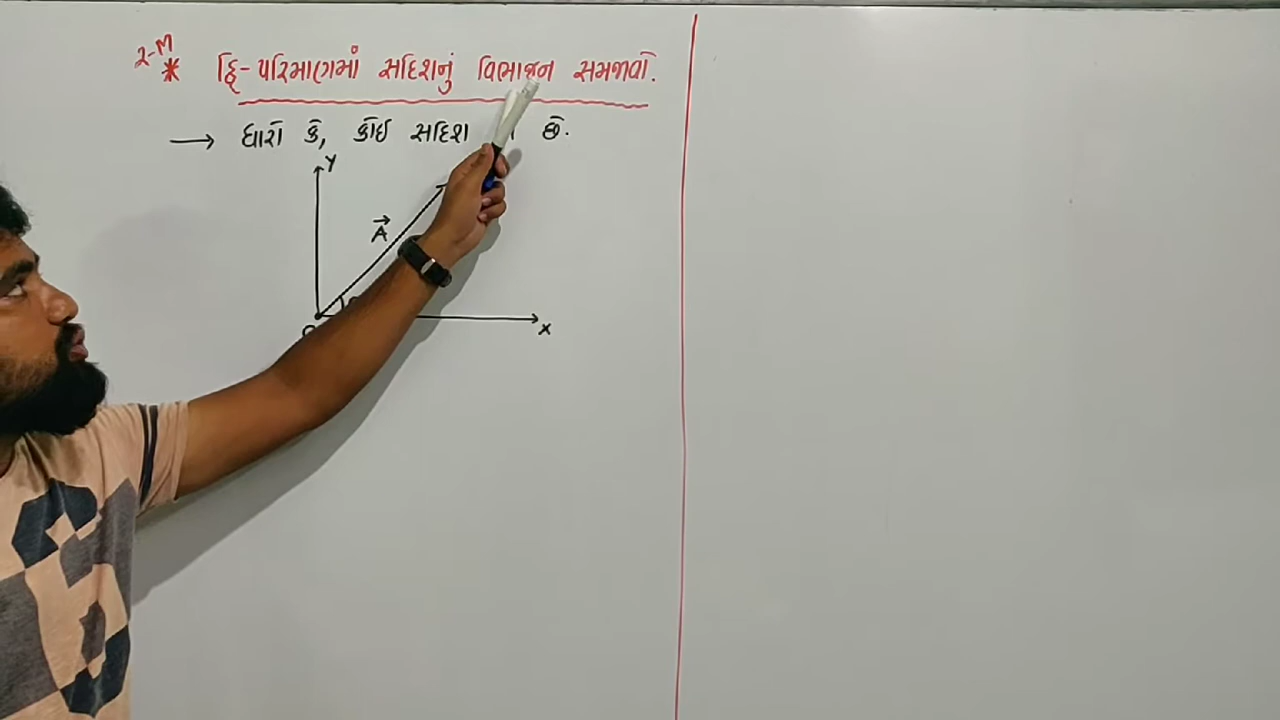 2-M
* દ્વિ-પરિમાણમાં સદિશનું વિભાજન સમજાવો.
→ ધારો કે, કોઈ સદિશ છે.
Y
A⃗
O
X